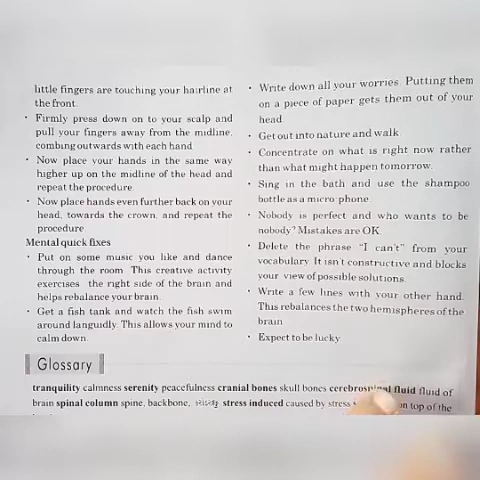 little fingers are touching your hairline at
the front.
• Firmly press down on to your scalp and
pull your fingers away from the midline,
combing outwards with each hand.
• Now place your hands in the same way
higher up on the midline of the head and
repeat the procedure.
• Now place hands even further back on your
head, towards the crown, and repeat the
procedure
Mental quick fixes
• Put on some music you like and dance
through the room. This creative activity
exercises the right side of the brain and
helps rebalance your brain.
• Get a fish tank and watch the fish swim
around languidly. This allows your mind to
calm down.
• Write down all your worries. Putting them
on a piece of paper gets them out of your
head.
• Get out into nature and walk.
• Concentrate on what is right now rather
than what might happen tomorrow.
• Sing in the bath and use the shampoo
bottle as a micro phone.
• Nobody is perfect and who wants to be
nobody? Mistakes are OK.
• Delete the phrase "I can't" from your
vocabulary. It isn't constructive and blocks
your view of possible solutions.
• Write a few lines with your other hand.
This rebalances the two hemispheres of the
brain
• Expect to be lucky.
Glossary
tranquility calmness serenity peacefulness cranial bones skull bones cerebrospinal fluid fluid of
brain spinal column spine, backbone, stress induced caused by stress on top of the